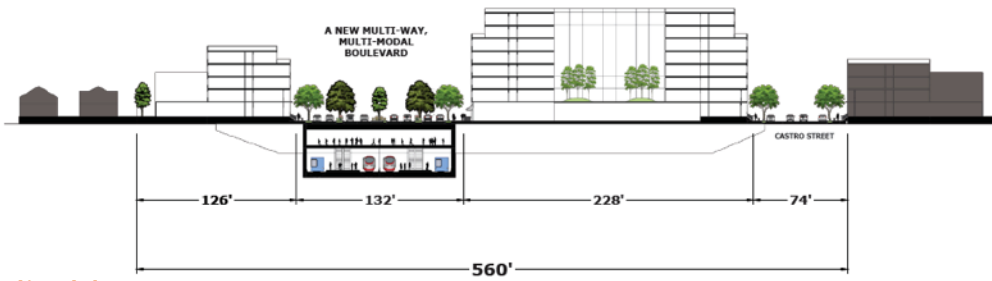 A NEW MULTI-WAY,
MULTI-MODAL
BOULEVARD
CASTRO STREET
126'
132'
228'
74'
560'